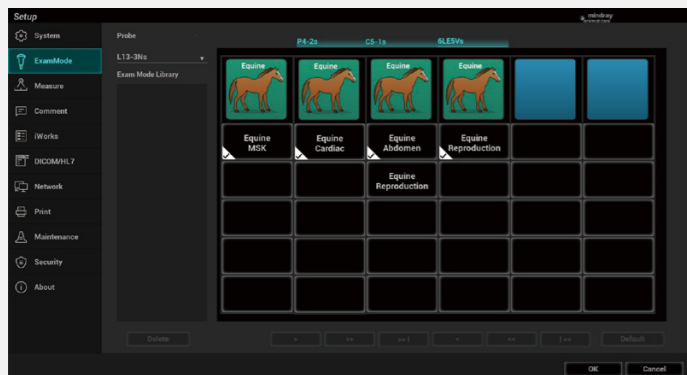 Setup
mindray
System
Probe
P4-2s C5-1s 6LE5Vs
ExamMode
L13-3Ns
Equine Equine Equine Equine
Exam Mode Library
Measure
Comment
iWorks
Equine MSK
Equine Cardiac
Equine Abdomen
Equine Reproduction
DICOM/HL7
Equine Reproduction
Network
Print
Maintenance
Security
About
Delete > >> >>| < << |<< Default
OK Cancel